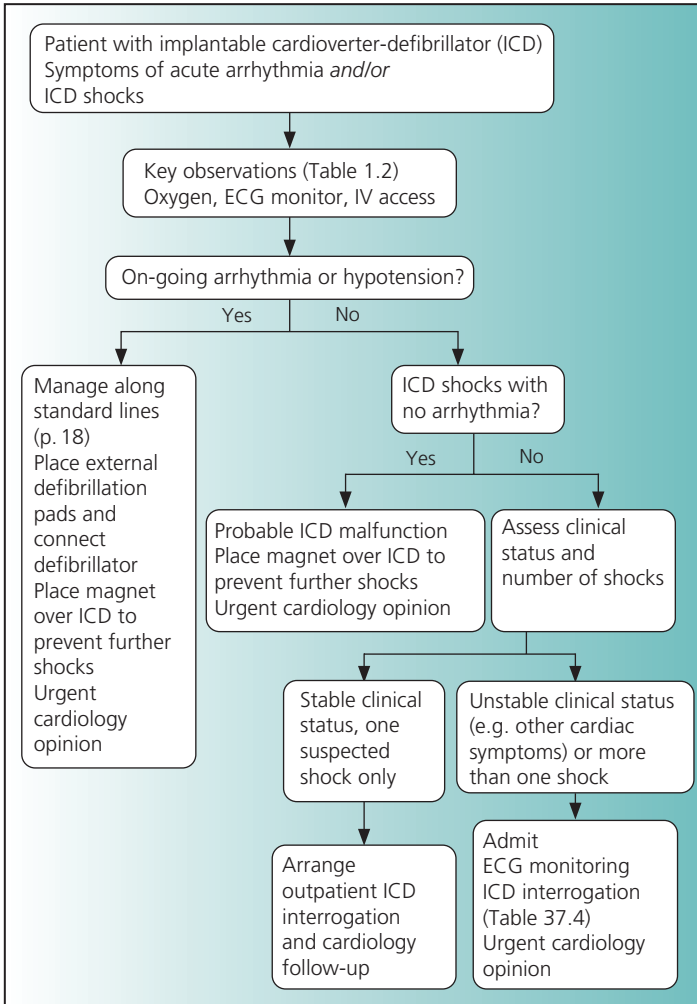 Patient with implantable cardioverter-defibrillator (ICD)
Symptoms of acute arrhythmia and/or
ICD shocks
Key observations (Table 1.2)
Oxygen, ECG monitor, IV access
On-going arrhythmia or hypotension?
Yes
No
Manage along
standard lines
(p. 18)
Place external
defibrillation
pads and
connect
defibrillator
Place magnet
over ICD to
prevent further
shocks
Urgent
cardiology
opinion
ICD shocks with
no arrhythmia?
Yes
No
Probable ICD malfunction
Place magnet over ICD to
prevent further shocks
Urgent cardiology opinion
Assess clinical
status and
number of shocks
Stable clinical
status, one
suspected
shock only
Unstable clinical status
(e.g. other cardiac
symptoms) or more
than one shock
Arrange
outpatient ICD
interrogation
and cardiology
follow-up
Admit
ECG monitoring
ICD interrogation
(Table 37.4)
Urgent cardiology
opinion